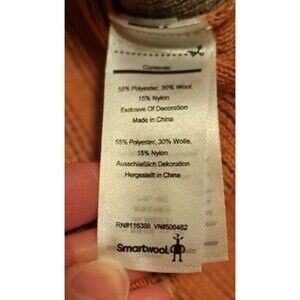 Contents:
55% Polyester, 30% Wool,
15% Nylon
Exclusive Of Decoration
Made in China
55% Polyester, 30% Wolle,
15% Nylon
Ausschließlich Dekoration
Hergestellt in China
RN#116388 VN#506482
Smartwool